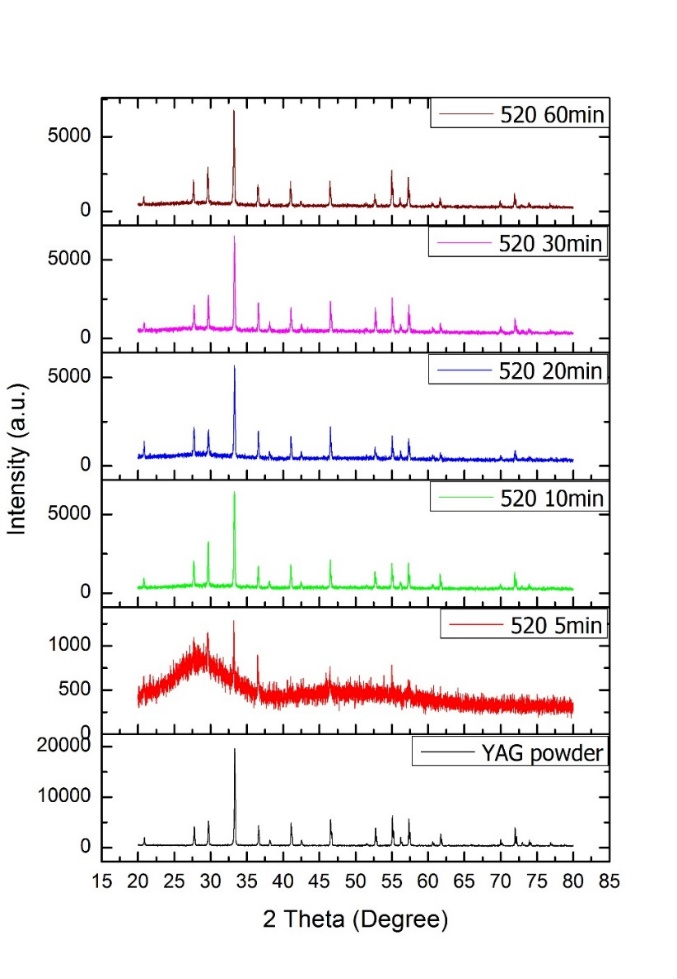 520 60min
5000
0
520 30min
5000
0
520 20min
5000
0
520 10min
5000
0
520 5min
1000
500
0
YAG powder
20000
10000
0
15 20 25 30 35 40 45 50 55 60 65 70 75 80 85
2 Theta (Degree)
Intensity (a.u.)